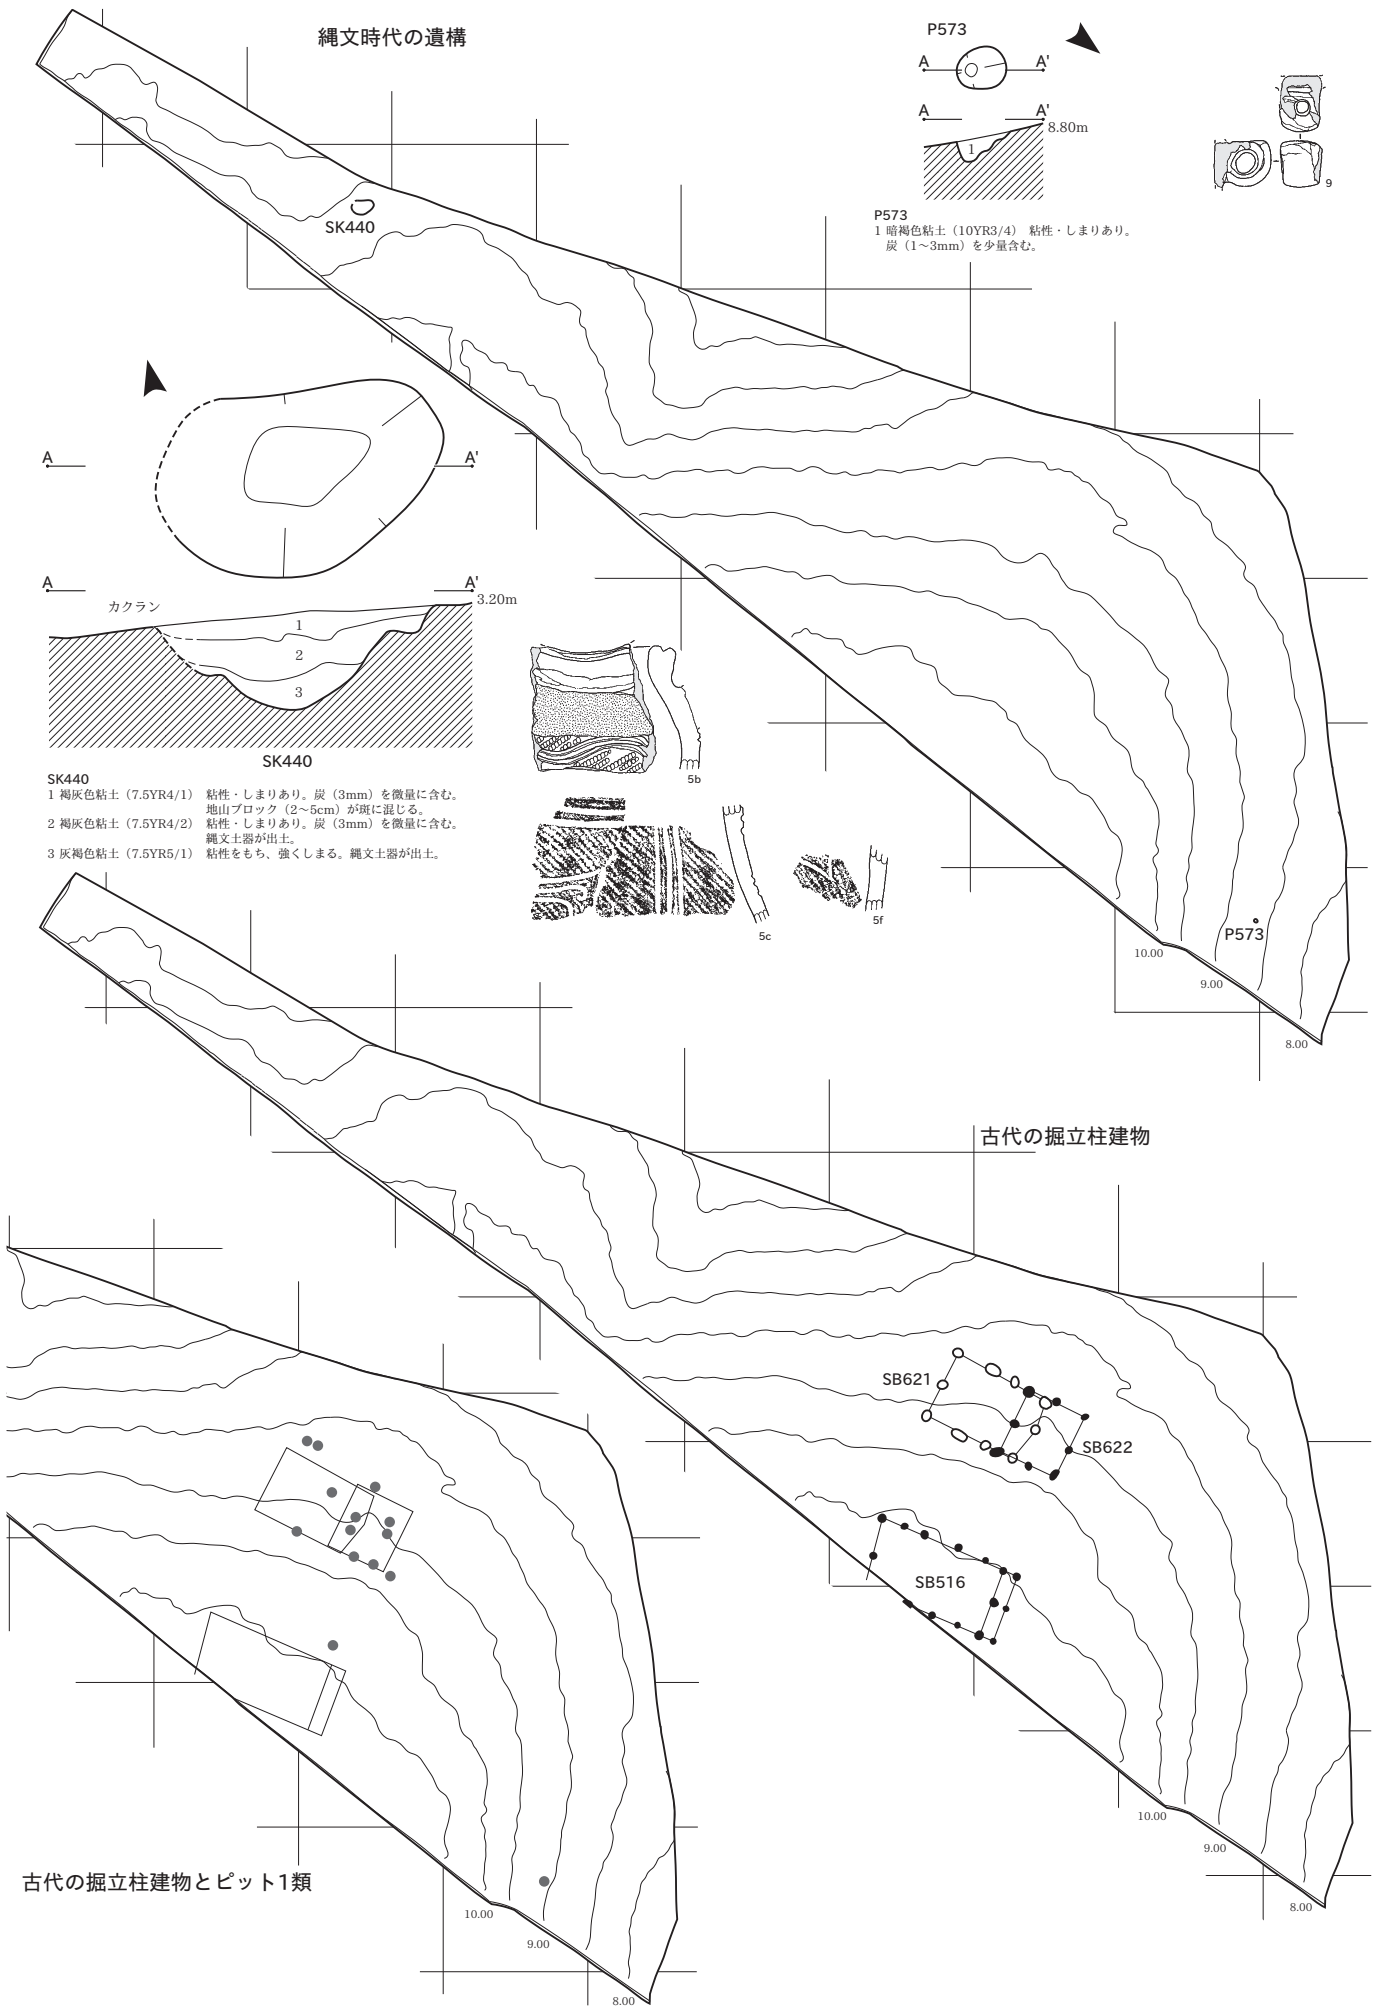 縄文時代の遺構
P573
A A'
A A'
8.80m
1
9
P573
1 暗褐色粘土(10YR3/4) 粘性・しまりあり。
炭(1~3mm)を少量含む。
SK440
A A'
A A'
カクラン
3.20m
1
2
3
SK440
SK440
1 褐灰色粘土(7.5YR4/1) 粘性・しまりあり。炭(3mm)を微量に含む。
地山ブロック(2~5cm)が斑に混じる。
2 褐灰色粘土(7.5YR4/2) 粘性・しまりあり。炭(3mm)を微量に含む。
縄文土器が出土。
3 灰褐色粘土(7.5YR5/1) 粘性をもち、強くしまる。縄文土器が出土。
5b
5c
5f
P573
10.00
9.00
8.00
古代の掘立柱建物
SB621
SB622
SB516
10.00
9.00
8.00
古代の掘立柱建物とピット1類
10.00
9.00
8.00